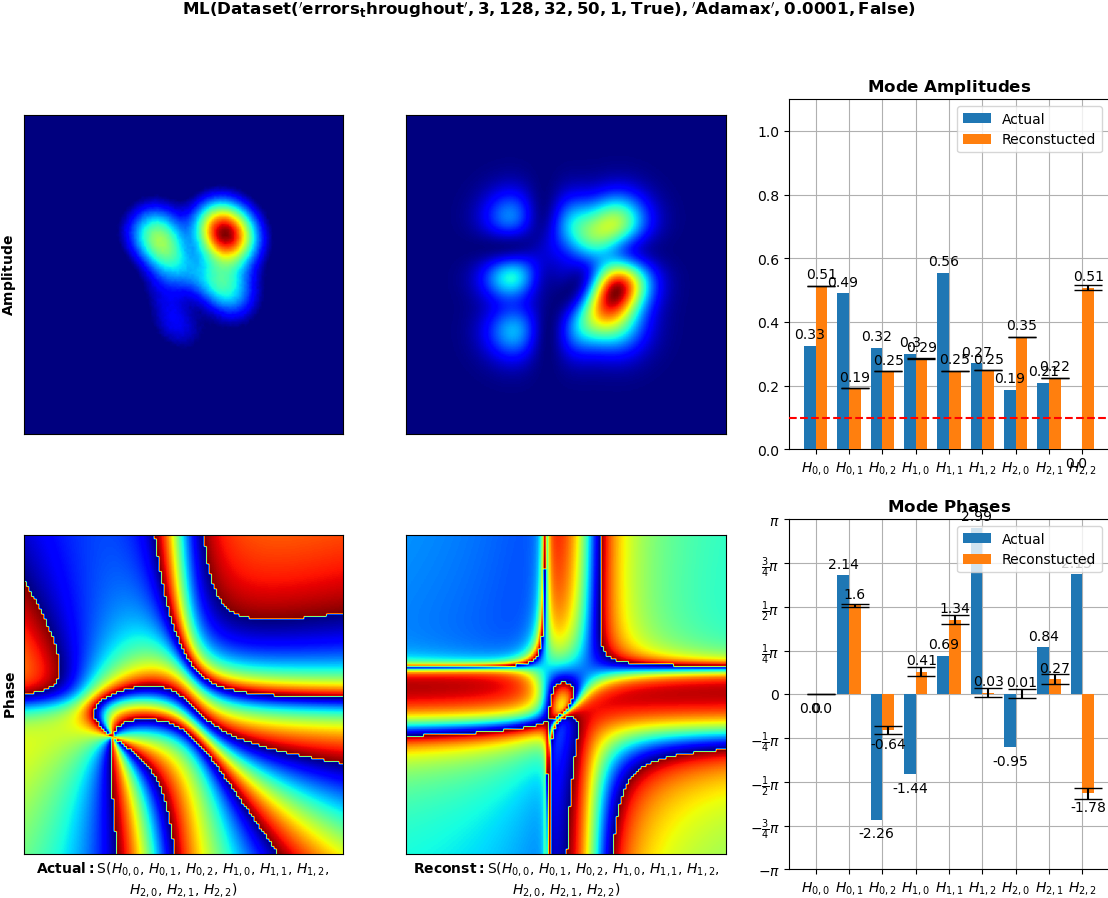 ML(Dataset('errors_throughout', 3, 128, 32, 50, 1, True), 'Adamax', 0.0001, False)
Mode Amplitudes
Actual
Reconstucted
1.0
0.8
0.6
0.4
0.2
0.0
0.33
0.51
0.49
0.19
0.32
0.25
0.3
0.29
0.56
0.25
0.27
0.25
0.19
0.35
0.21
0.22
0.0
0.51
H0,0 H0,1 H0,2 H1,0 H1,1 H1,2 H2,0 H2,1 H2,2
Amplitude
Mode Phases
Actual
Reconstucted
π
3/4π
1/2π
1/4π
0
−1/4π
−1/2π
−3/4π
−π
0.0
0.0
2.14
1.6
-2.26
-0.64
-1.44
0.41
0.69
1.34
2.99
0.03
-0.95
0.01
0.84
0.27
-1.78
H0,0 H0,1 H0,2 H1,0 H1,1 H1,2 H2,0 H2,1 H2,2
Phase
Actual: S(H0,0, H0,1, H0,2, H1,0, H1,1, H1,2,
H2,0, H2,1, H2,2)
Reconst: S(H0,0, H0,1, H0,2, H1,0, H1,1, H1,2,
H2,0, H2,1, H2,2)